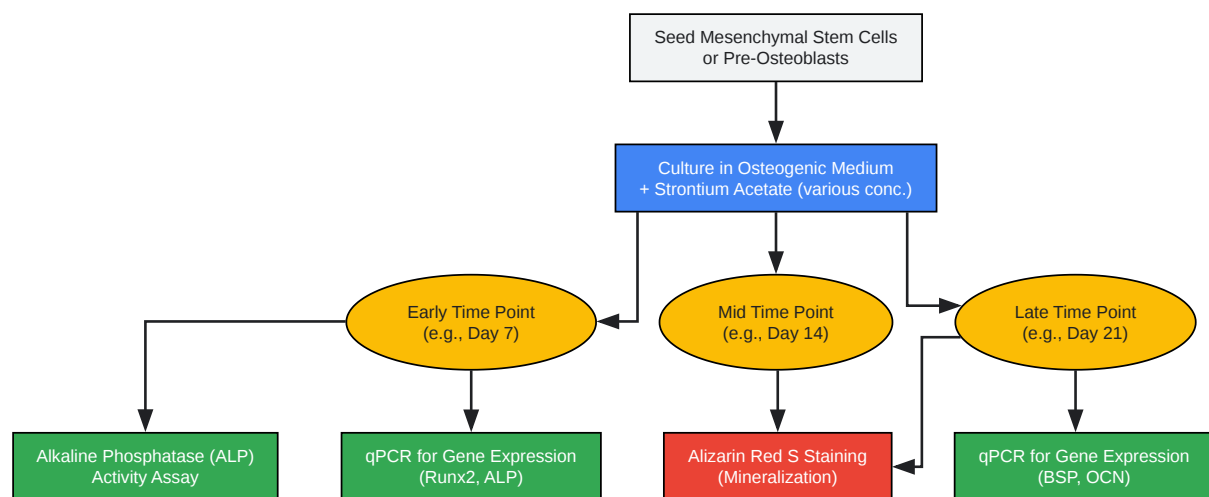 Seed Mesenchymal Stem Cells
or Pre-Osteoblasts
Culture in Osteogenic Medium
+ Strontium Acetate (various conc.)
Early Time Point
(e.g., Day 7)
Mid Time Point
(e.g., Day 14)
Late Time Point
(e.g., Day 21)
Alkaline Phosphatase (ALP)
Activity Assay
qPCR for Gene Expression
(Runx2, ALP)
Alizarin Red S Staining
(Mineralization)
qPCR for Gene Expression
(BSP, OCN)